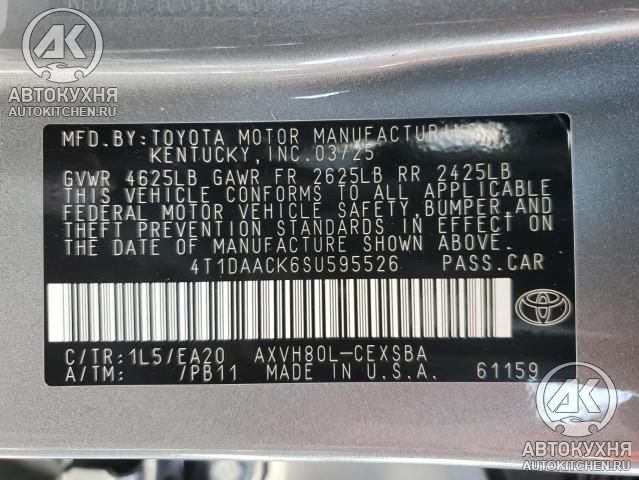 АК
АВТОКУХНЯ
AUTOKITCHEN.RU
MFD.BY:TOYOTA MOTOR MANUFACTURING
KENTUCKY,INC.03/25
GVWR 4625LB GAWR FR 2625LB RR 2425LB
THIS VEHICLE CONFORMS TO ALL APPLICABLE
FEDERAL MOTOR VEHICLE SAFETY,BUMPER,AND
THEFT PREVENTION STANDARDS IN EFFECT ON
THE DATE OF MANUFACTURE SHOWN ABOVE.
4T1DAACK6SU595526 PASS.CAR
C/TR:1L5/EA20 AXVH80L-CEXSBA
A/TM: 7PB11 MADE IN U.S.A. 61159
АК
АВТОКУХНЯ
AUTOKITCHEN.RU